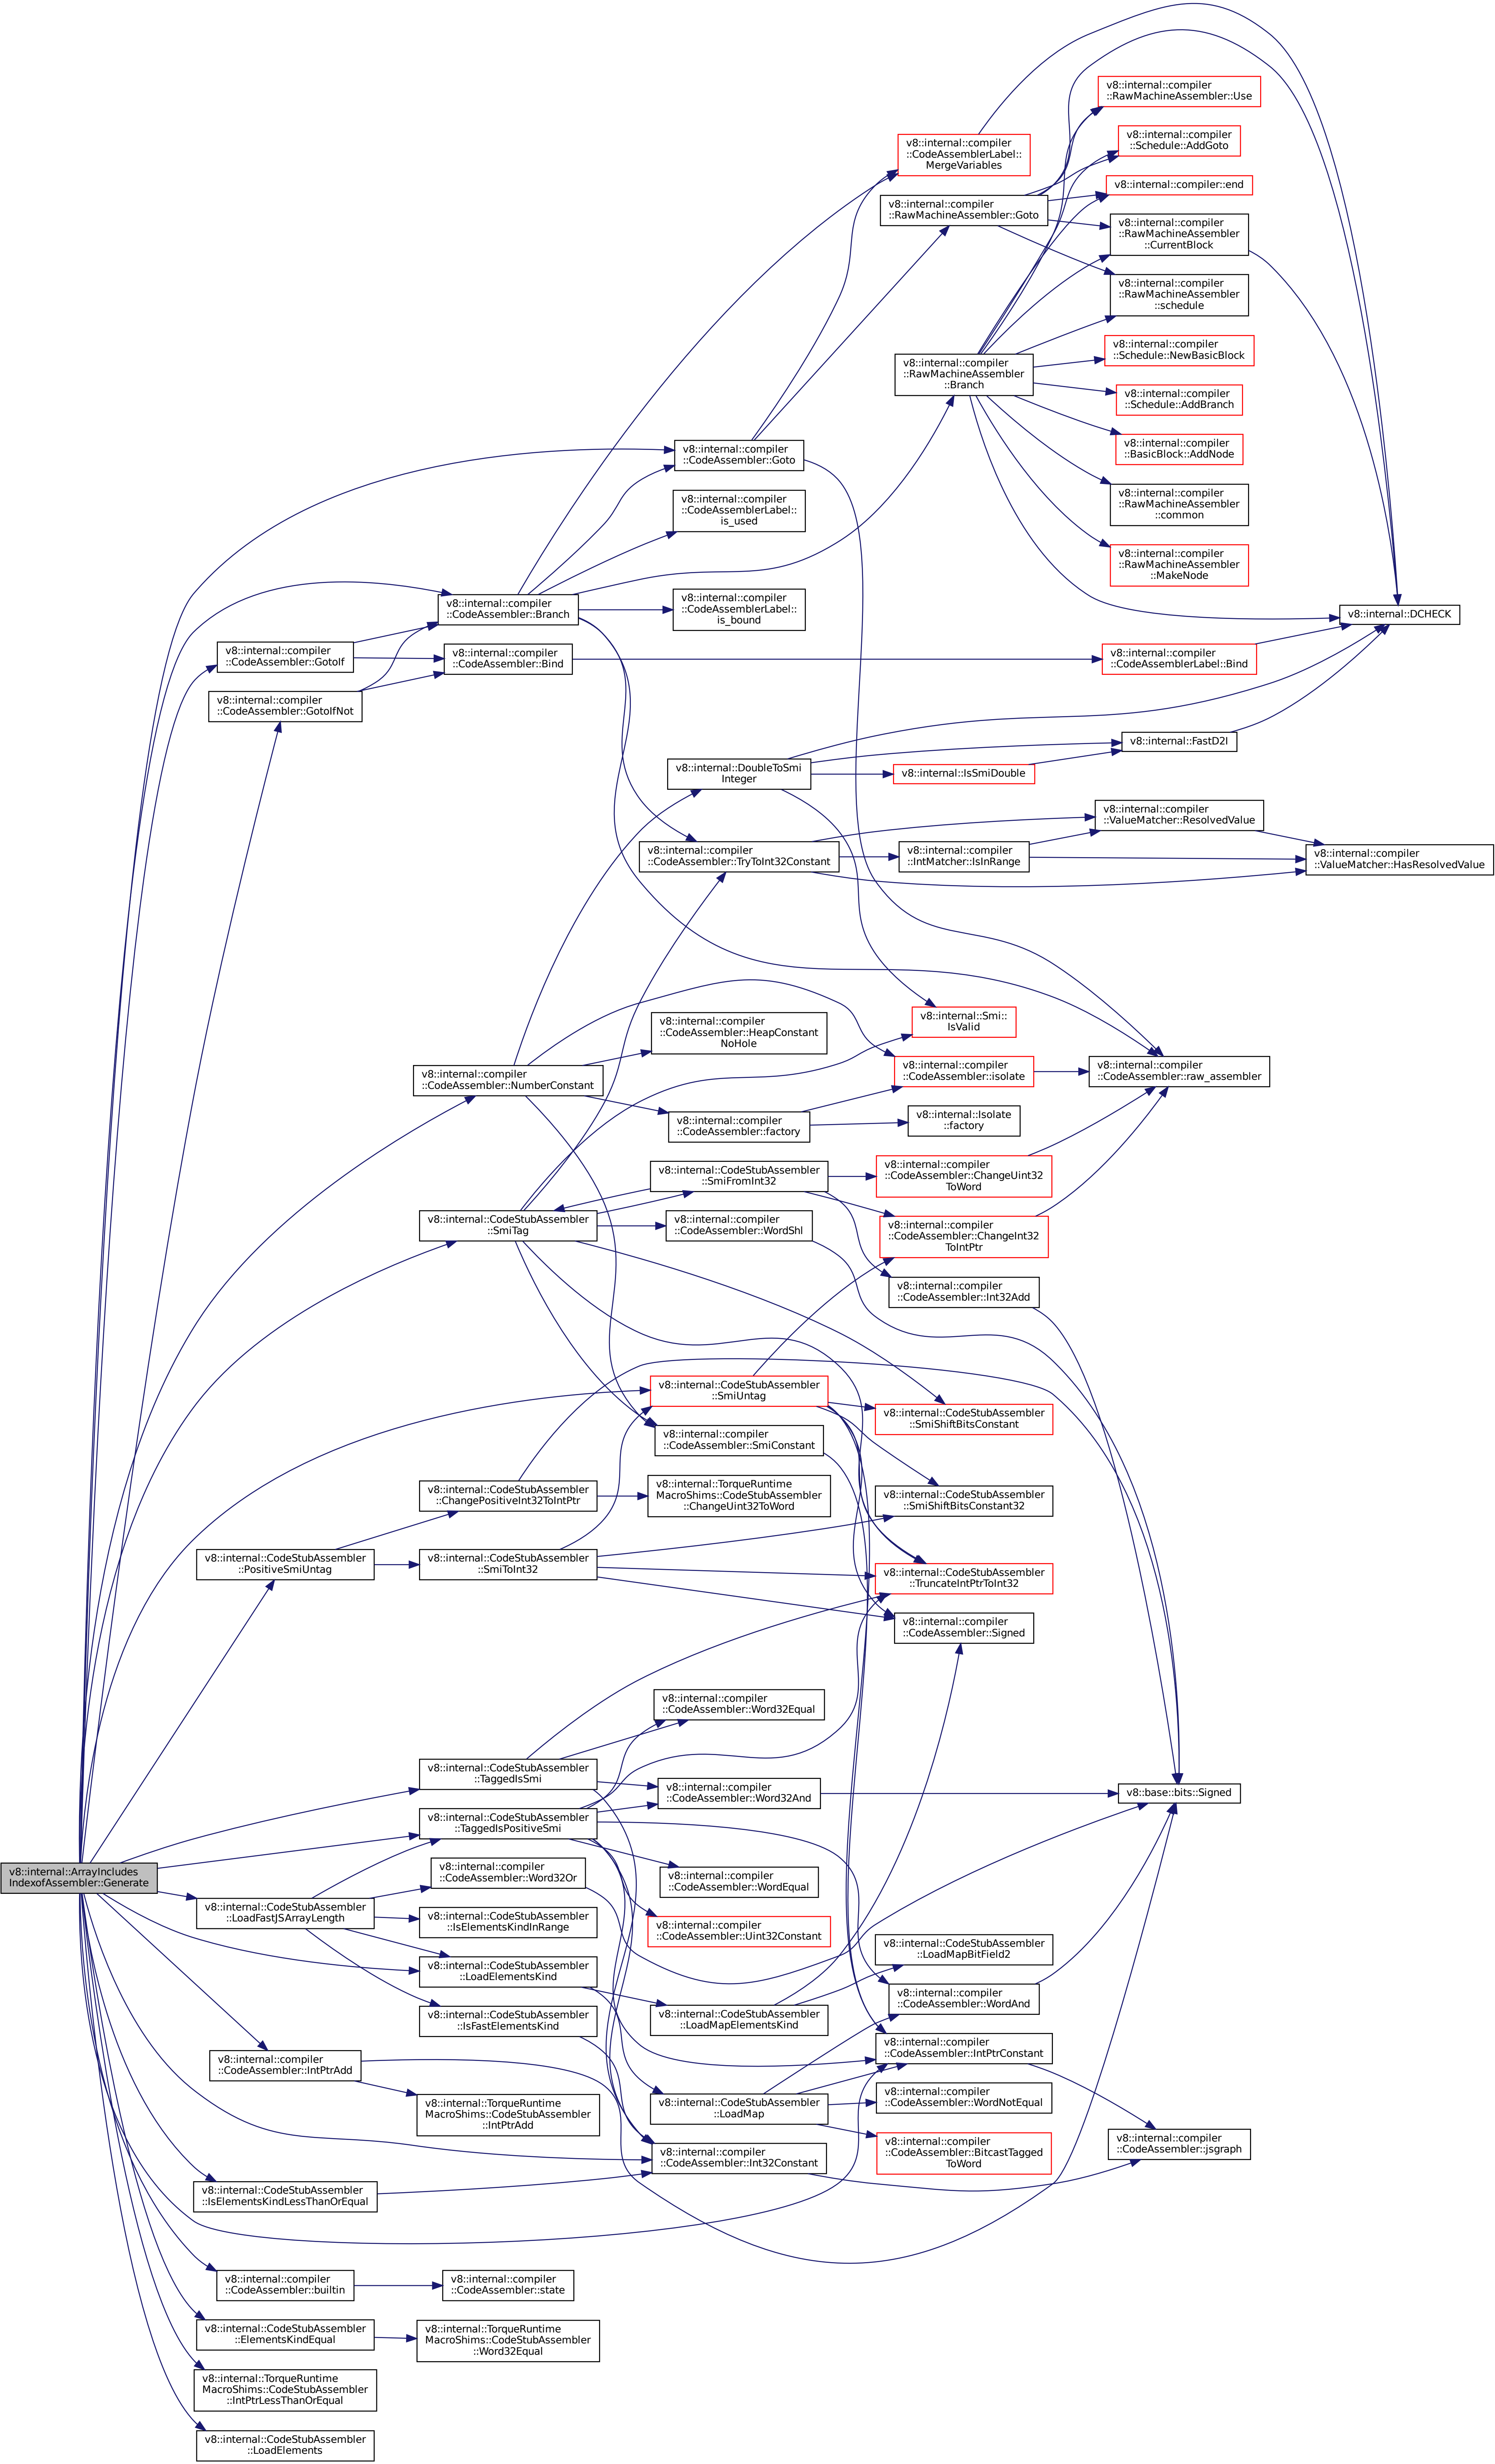 v8::internal::compiler
::RawMachineAssembler::Use
v8::internal::compiler
::Schedule::AddGoto
v8::internal::compiler
::CodeAssemblerLabel::
MergeVariables
v8::internal::compiler::end
v8::internal::compiler
::RawMachineAssembler::Goto
v8::internal::compiler
::RawMachineAssembler
::CurrentBlock
v8::internal::compiler
::RawMachineAssembler
::schedule
v8::internal::compiler
::Schedule::NewBasicBlock
v8::internal::compiler
::RawMachineAssembler
::Branch
v8::internal::compiler
::Schedule::AddBranch
v8::internal::compiler
::CodeAssembler::Goto
v8::internal::compiler
::BasicBlock::AddNode
v8::internal::compiler
::CodeAssemblerLabel::
is_used
v8::internal::compiler
::RawMachineAssembler
::common
v8::internal::compiler
::RawMachineAssembler
::MakeNode
v8::internal::compiler
::CodeAssembler::Branch
v8::internal::compiler
::CodeAssemblerLabel::
is_bound
v8::internal::DCHECK
v8::internal::compiler
::CodeAssembler::GotoIf
v8::internal::compiler
::CodeAssembler::Bind
v8::internal::compiler
::CodeAssemblerLabel::Bind
v8::internal::compiler
::CodeAssembler::GotoIfNot
v8::internal::FastD2I
v8::internal::DoubleToSmi
Integer
v8::internal::IsSmiDouble
v8::internal::compiler
::ValueMatcher::ResolvedValue
v8::internal::compiler
::CodeAssembler::TryToInt32Constant
v8::internal::compiler
::IntMatcher::IsInRange
v8::internal::compiler
::ValueMatcher::HasResolvedValue
v8::internal::Smi::
IsValid
v8::internal::compiler
::CodeAssembler::HeapConstant
NoHole
v8::internal::compiler
::CodeAssembler::NumberConstant
v8::internal::compiler
::CodeAssembler::isolate
v8::internal::compiler
::CodeAssembler::raw_assembler
v8::internal::compiler
::CodeAssembler::factory
v8::internal::Isolate
::factory
v8::internal::CodeStubAssembler
::SmiFromInt32
v8::internal::compiler
::CodeAssembler::ChangeUint32
ToWord
v8::internal::CodeStubAssembler
::SmiTag
v8::internal::compiler
::CodeAssembler::WordShl
v8::internal::compiler
::CodeAssembler::ChangeInt32
ToIntPtr
v8::internal::compiler
::CodeAssembler::Int32Add
v8::internal::CodeStubAssembler
::SmiUntag
v8::internal::CodeStubAssembler
::SmiShiftBitsConstant
v8::internal::compiler
::CodeAssembler::SmiConstant
v8::internal::CodeStubAssembler
::ChangePositiveInt32ToIntPtr
v8::internal::TorqueRuntime
MacroShims::CodeStubAssembler
::ChangeUint32ToWord
v8::internal::CodeStubAssembler
::SmiShiftBitsConstant32
v8::internal::CodeStubAssembler
::PositiveSmiUntag
v8::internal::CodeStubAssembler
::SmiToInt32
v8::internal::CodeStubAssembler
::TruncateIntPtrToInt32
v8::internal::compiler
::CodeAssembler::Signed
v8::internal::compiler
::CodeAssembler::Word32Equal
v8::internal::CodeStubAssembler
::TaggedIsSmi
v8::internal::compiler
::CodeAssembler::Word32And
v8::base::bits::Signed
v8::internal::CodeStubAssembler
::TaggedIsPositiveSmi
v8::internal::ArrayIncludes
IndexofAssembler::Generate
v8::internal::compiler
::CodeAssembler::Word32Or
v8::internal::compiler
::CodeAssembler::WordEqual
v8::internal::CodeStubAssembler
::LoadFastJSArrayLength
v8::internal::CodeStubAssembler
::IsElementsKindInRange
v8::internal::compiler
::CodeAssembler::Uint32Constant
v8::internal::CodeStubAssembler
::LoadMapBitField2
v8::internal::CodeStubAssembler
::LoadElementsKind
v8::internal::compiler
::CodeAssembler::WordAnd
v8::internal::CodeStubAssembler
::IsFastElementsKind
v8::internal::CodeStubAssembler
::LoadMapElementsKind
v8::internal::compiler
::CodeAssembler::IntPtrConstant
v8::internal::compiler
::CodeAssembler::IntPtrAdd
v8::internal::TorqueRuntime
MacroShims::CodeStubAssembler
::IntPtrAdd
v8::internal::CodeStubAssembler
::LoadMap
v8::internal::compiler
::CodeAssembler::WordNotEqual
v8::internal::compiler
::CodeAssembler::BitcastTagged
ToWord
v8::internal::compiler
::CodeAssembler::jsgraph
v8::internal::compiler
::CodeAssembler::Int32Constant
v8::internal::CodeStubAssembler
::IsElementsKindLessThanOrEqual
v8::internal::compiler
::CodeAssembler::builtin
v8::internal::compiler
::CodeAssembler::state
v8::internal::CodeStubAssembler
::ElementsKindEqual
v8::internal::TorqueRuntime
MacroShims::CodeStubAssembler
::Word32Equal
v8::internal::TorqueRuntime
MacroShims::CodeStubAssembler
::IntPtrLessThanOrEqual
v8::internal::CodeStubAssembler
::LoadElements